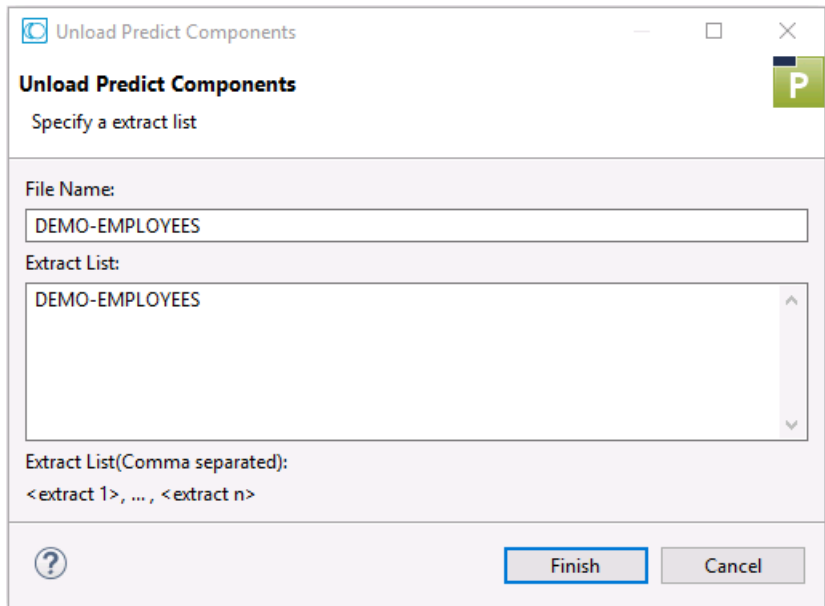 Unload Predict Components
Unload Predict Components
P
Specify a extract list
File Name:
DEMO-EMPLOYEES
Extract List:
DEMO-EMPLOYEES
Extract List(Comma separated):
<extract 1>, ... , <extract n>
?
Finish
Cancel